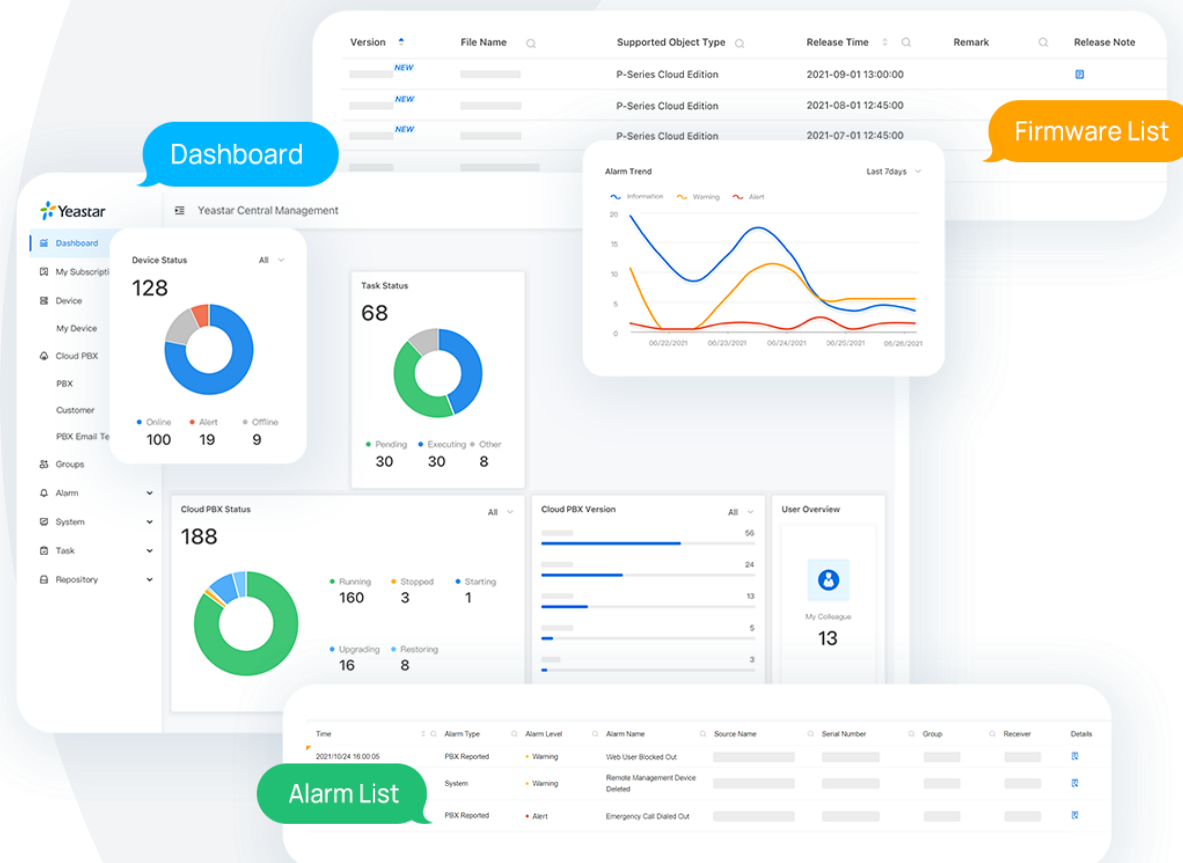 Version File Name Supported Object Type Release Time Remark Release Note
NEW P-Series Cloud Edition 2021-09-01 13:00:00
NEW P-Series Cloud Edition 2021-08-01 12:45:00
NEW P-Series Cloud Edition 2021-07-01 12:45:00
Firmware List
Dashboard
Alarm Trend Last 7days
Information Warning Alert
20
15
10
5
0
06/22/2021 06/23/2021 06/24/2021 06/25/2021 06/26/2021
Yeastar Yeastar Central Management
Dashboard
My Subscripti
Device
My Device
Cloud PBX
PBX
Customer
PBX Email Te
Groups
Alarm
System
Task
Repository
Device Status All
128
Online Alert Offline
100 19 9
Task Status
68
Pending Executing Other
30 30 8
Cloud PBX Status All
188
Running Stopped Starting
160 3 1
Upgrading Restoring
16 8
Cloud PBX Version All
56
24
13
5
3
User Overview
My Colleague
13
Time Alarm Type Alarm Level Alarm Name Source Name Serial Number Group Receiver Details
2021/10/24 16:00:05 PBX Reported Warning Web User Blocked Out
System Warning Remote Management Device
Deleted
PBX Reported Alert Emergency Call Dialed Out
Alarm List